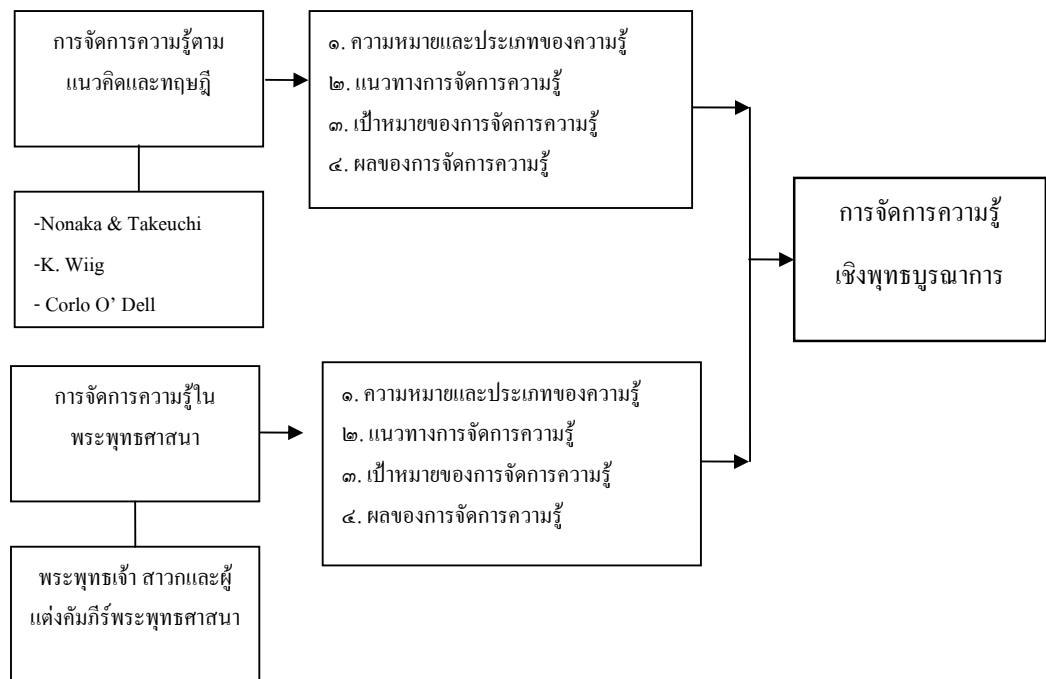 การจัดการความรู้ตาม
แนวคิดและทฤษฎี
๑. ความหมายและประเภทของความรู้
๒. แนวทางการจัดการความรู้
๓. เป้าหมายของการจัดการความรู้
๔. ผลของการจัดการความรู้
-Nonaka & Takeuchi
-K. Wiig
- Corlo O’ Dell
การจัดการความรู้
เชิงพุทธบูรณาการ
การจัดการความรู้ใน
พระพุทธศาสนา
๑. ความหมายและประเภทของความรู้
๒. แนวทางการจัดการความรู้
๓. เป้าหมายของการจัดการความรู้
๔. ผลของการจัดการความรู้
พระพุทธเจ้า สาวกและผู้
แต่งคัมภีร์พระพุทธศาสนา